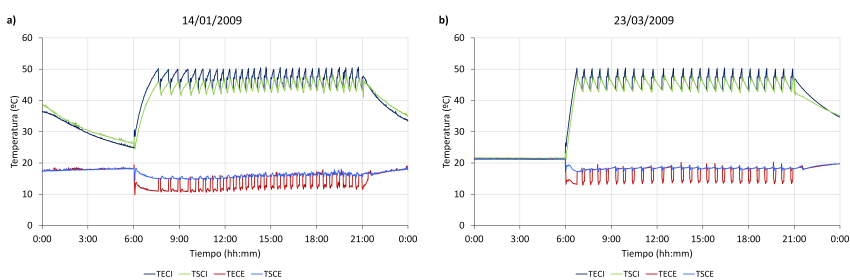 a)
14/01/2009
Temperatura (ºC)
60
50
40
30
20
10
0
0:00 3:00 6:00 9:00 12:00 15:00 18:00 21:00 0:00
Tiempo (hh:mm)
TECI TSCI TECE TSCE
b)
23/03/2009
Temperatura (ºC)
60
50
40
30
20
10
0
0:00 3:00 6:00 9:00 12:00 15:00 18:00 21:00 0:00
Tiempo (hh:mm)
TECI TSCI TECE TSCE